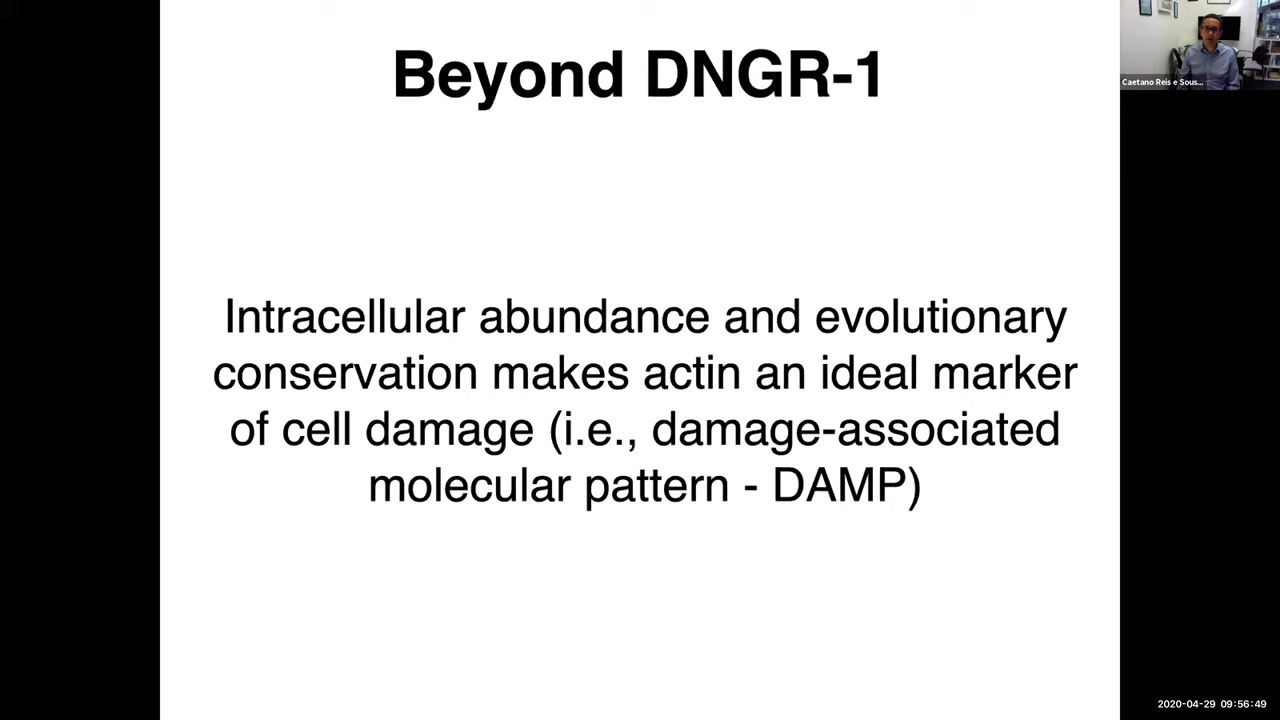 Beyond DNGR-1
Caetano Reis e Sous...
Intracellular abundance and evolutionary
conservation makes actin an ideal marker
of cell damage (i.e., damage-associated
molecular pattern - DAMP)
2020-04-29 09:56:49